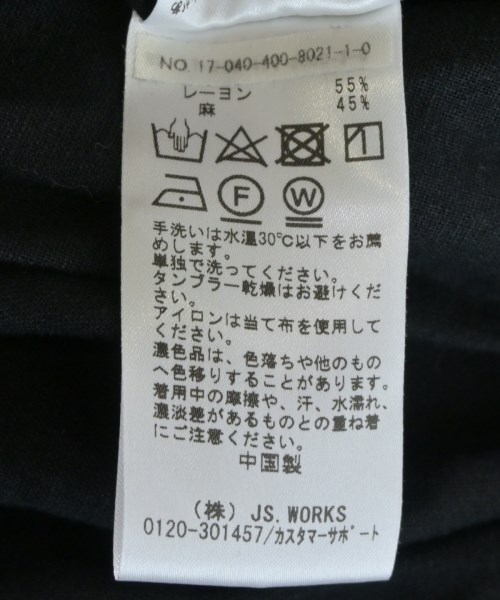 NO. 17-040-400-8021-1-0
レーヨン 55%
麻 45%
F W
手洗いは水温30℃以下をお薦
めします。
単独で洗ってください。
タンブラー乾燥はお避けくだ
さい。
アイロンは当て布を使用して
ください。
濃色品は、色落ちや他のもの
へ色移りすることがあります。
着用中の摩擦や、汗、水濡れ、
濃淡差があるものとの重ね着
にご注意ください。
中国製
(株) JS. WORKS
0120-301457/カスタマーサポート